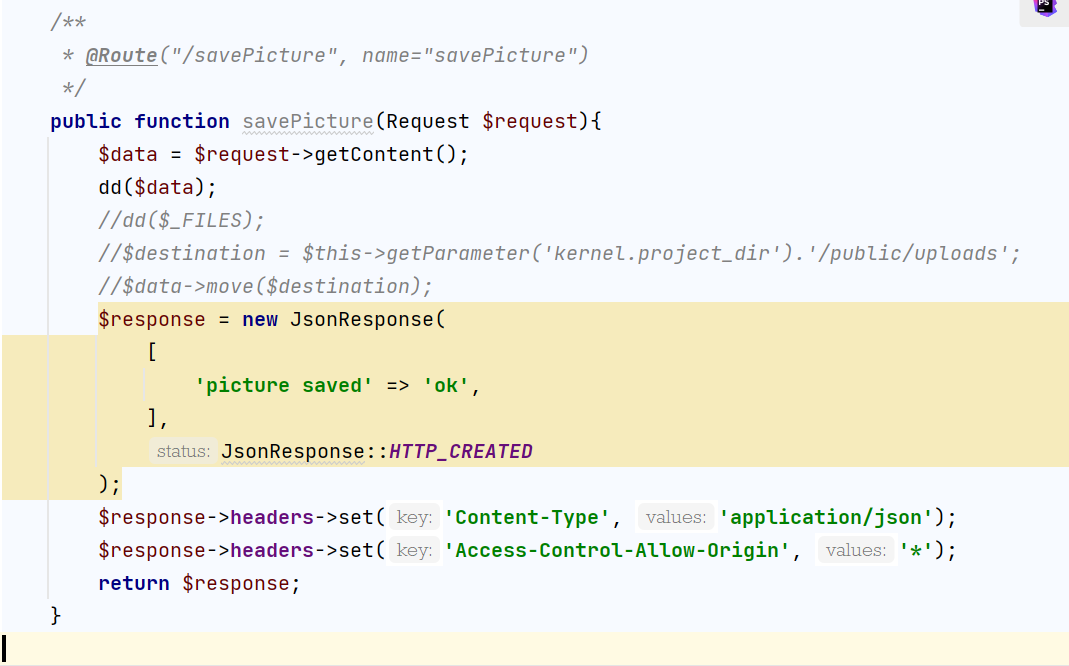 PS
/**
 * @Route("/savePicture", name="savePicture")
 */
public function savePicture(Request $request){
    $data = $request->getContent();
    dd($data);
    //dd($_FILES);
    //$destination = $this->getParameter('kernel.project_dir').'/public/uploads';
    //$data->move($destination);
    $response = new JsonResponse(
        [
            'picture saved' => 'ok',
        ],
        status: JsonResponse::HTTP_CREATED
    );
    $response->headers->set( key: 'Content-Type', values: 'application/json');
    $response->headers->set( key: 'Access-Control-Allow-Origin', values: '*');
    return $response;
}